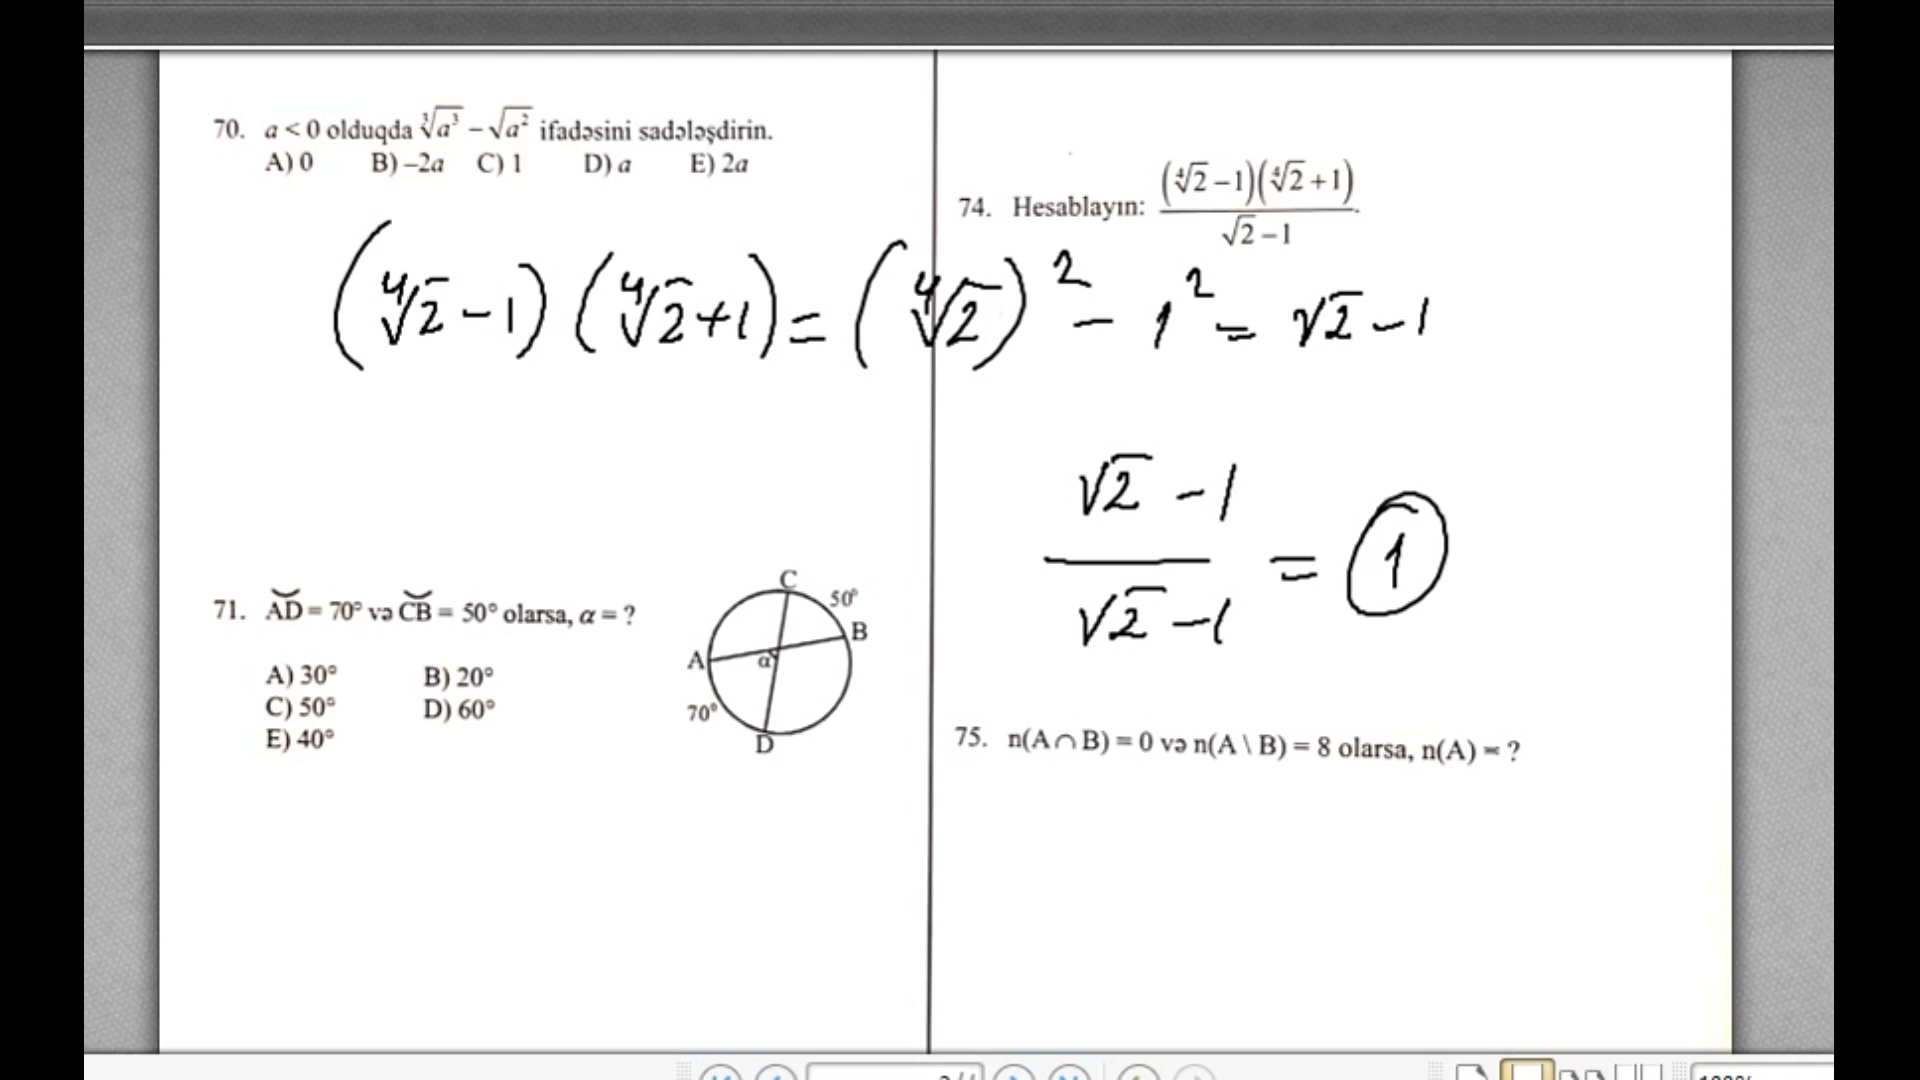 70. a < 0 olduqda ∛a³ − √a² ifadəsini sadələşdirin.
A) 0 B) –2a C) 1 D) a E) 2a
74. Hesablayın: (∜2 − 1)(∜2 + 1) / √2 − 1.
(∜2 − 1) (∜2 + 1) = (∜2)² − 1² = √2 − 1
√2 − 1 / √2 − 1 = 1
71. AD = 70° və CB = 50° olarsa, α = ?
A) 30° B) 20°
C) 50° D) 60°
E) 40°
C
50°
B
A
α
70°
D
75. n(A∩B) = 0 və n(A \ B) = 8 olarsa, n(A) = ?